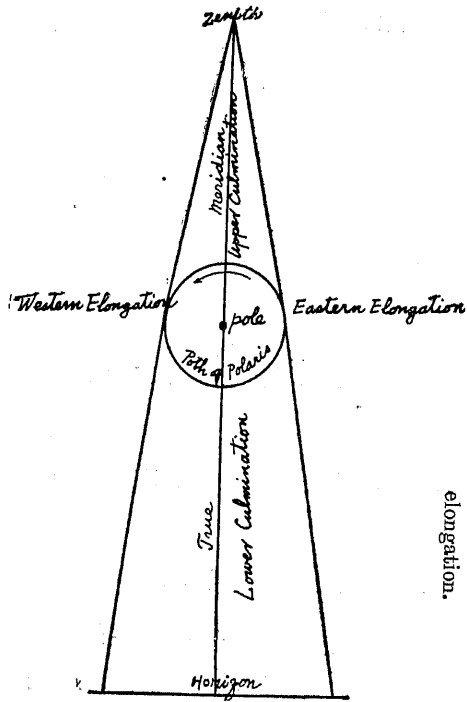 Zenith
Meridian
Upper Culmination
Western Elongation
Eastern Elongation
pole
Path of Polaris
True
Lower Culmination
Horizon
elongation.